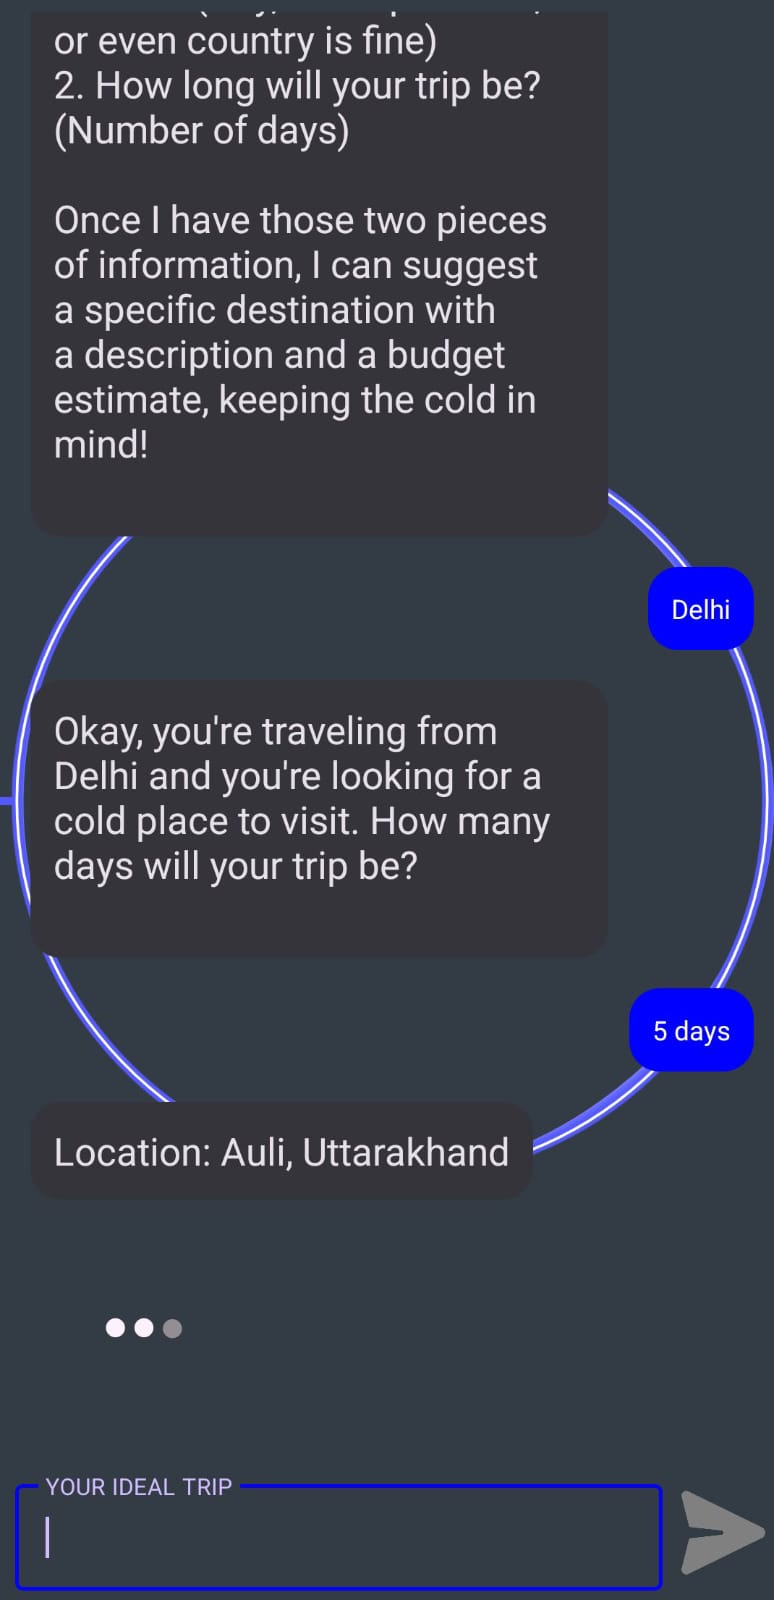 or even country is fine)
2. How long will your trip be?
(Number of days)
Once I have those two pieces
of information, I can suggest
a specific destination with
a description and a budget
estimate, keeping the cold in
mind!
Delhi
Okay, you're traveling from
Delhi and you're looking for a
cold place to visit. How many
days will your trip be?
5 days
Location: Auli, Uttarakhand
YOUR IDEAL TRIP